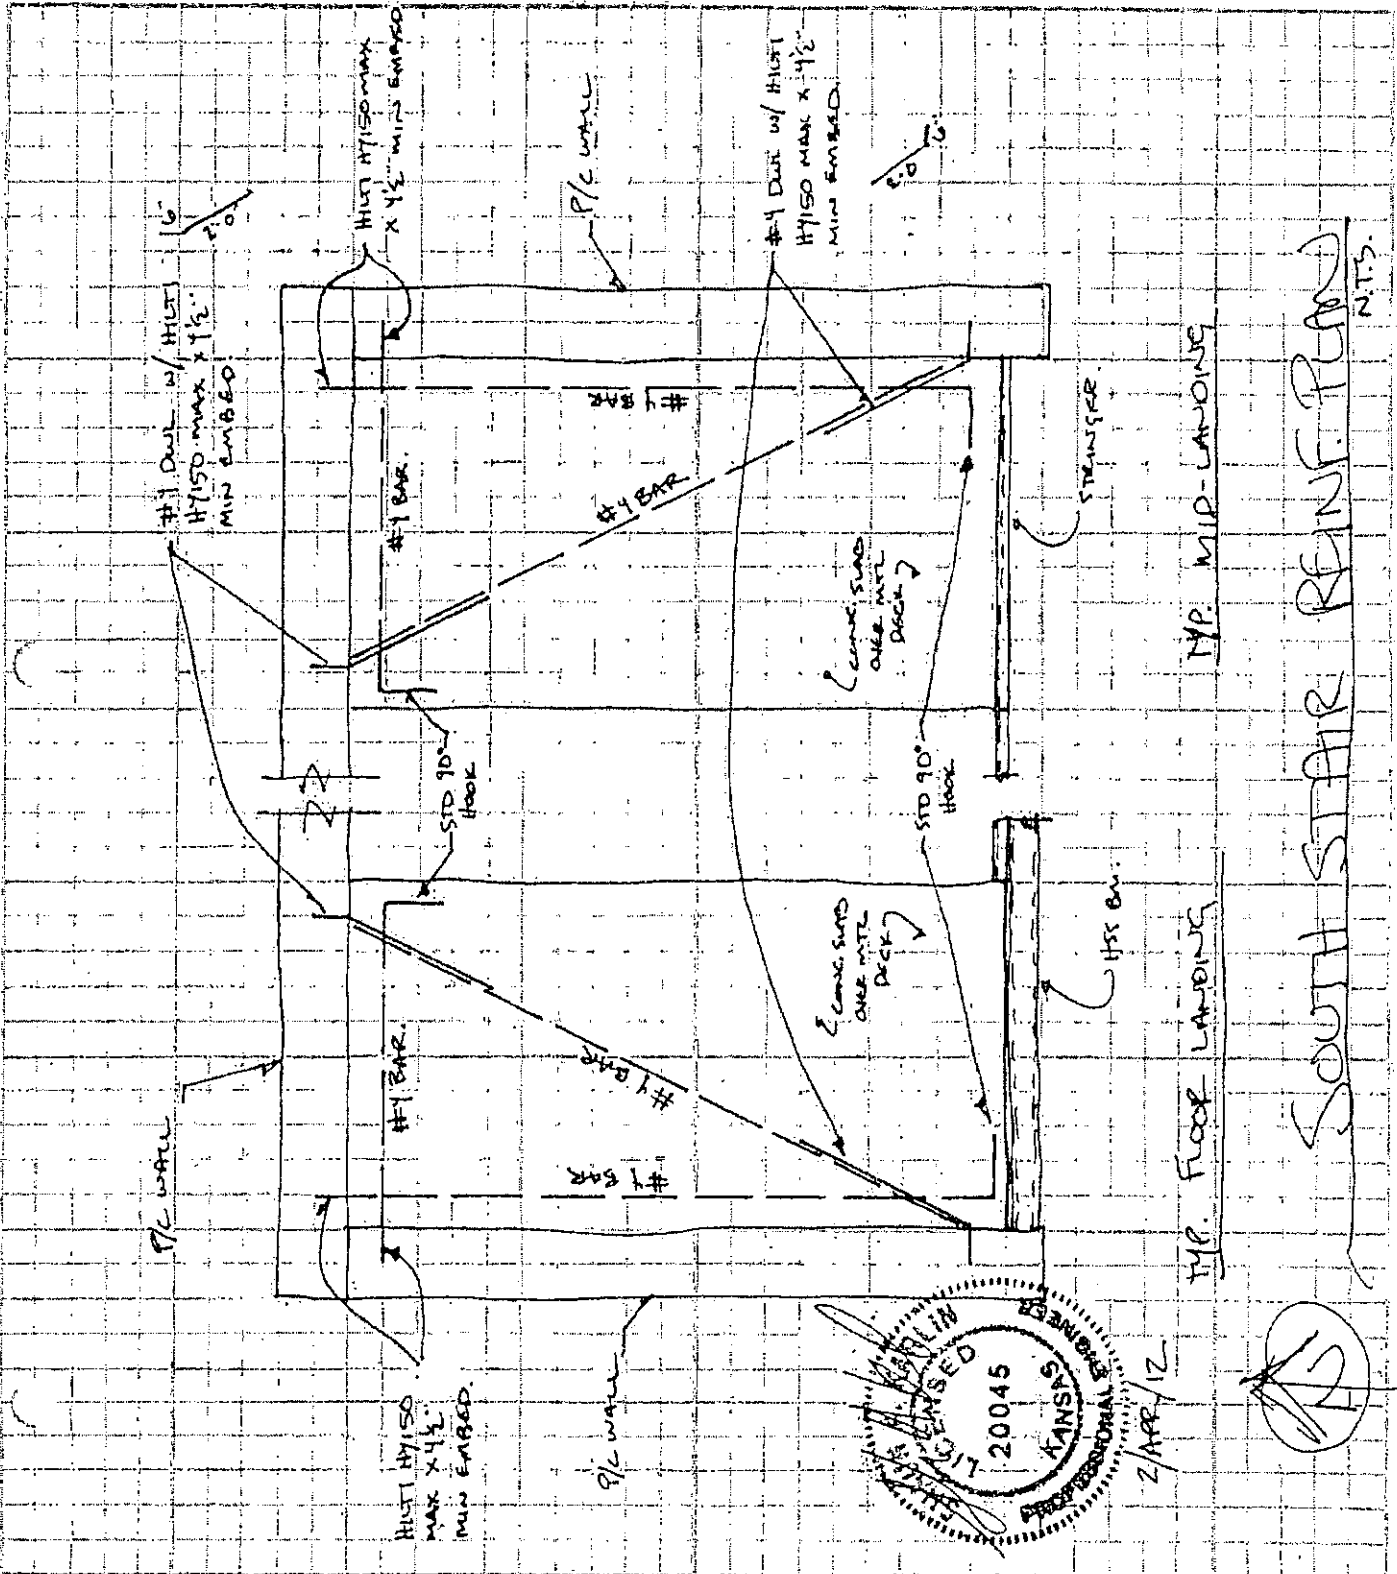 P/C WALL
#4 DWL W/ HILTI
HY150 MAX x 4½"
MIN EMBED.
6"
2'-0"
HILTI HY150 MAX
x 4½" MIN EMBED
HILTI HY150
MAX x 4½"
MIN EMBED.
#4 BAR.
STD 90°
HOOK
#4 BAR.
P/C WALL
P/C WALL
#4 BAR
#4 BAR
#4 BAR
#4 BAR
CONC. SLAB
OVER MTL
DECK
CONC. SLAB
OVER MTL
DECK
#4 DWL W/ HILTI
HY150 MAX x 4½"
MIN EMBED.
2'-0"
6"
STD 90°
HOOK
HSS BM.
STRINGER.
TYP. FLOOR LANDING
TYP. MID-LANDING
SOUTH STAIR REINF. PLAN
N.T.S.
LICENSED
20045
KANSAS
PROFESSIONAL ENGINEER
2/APR/12